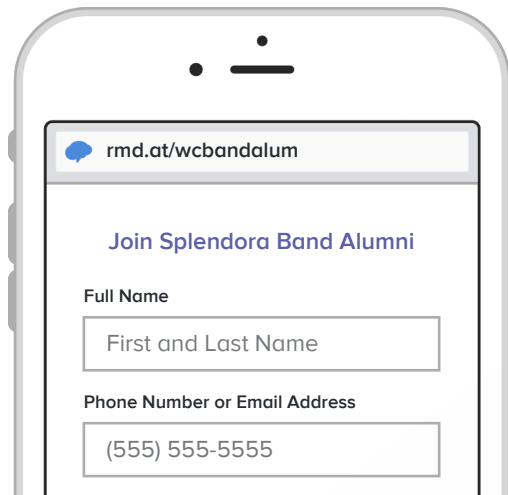 rmd.at/wcbandalum
Join Splendora Band Alumni
Full Name
First and Last Name
Phone Number or Email Address
(555) 555-5555